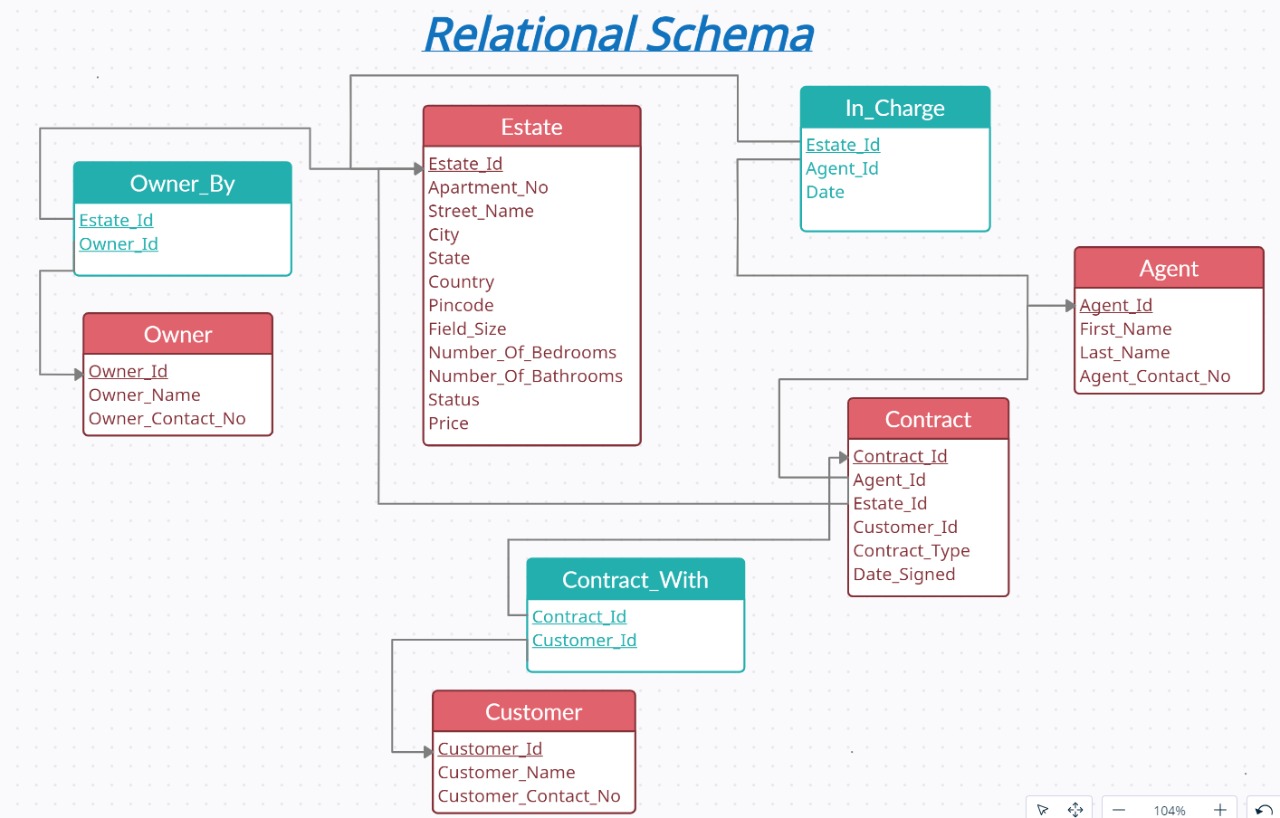 Relational Schema
In_Charge
Estate_Id
Agent_Id
Date
Estate
Estate_Id
Apartment_No
Street_Name
City
State
Country
Pincode
Field_Size
Number_Of_Bedrooms
Number_Of_Bathrooms
Status
Price
Owner_By
Estate_Id
Owner_Id
Owner
Owner_Id
Owner_Name
Owner_Contact_No
Agent
Agent_Id
First_Name
Last_Name
Agent_Contact_No
Contract
Contract_Id
Agent_Id
Estate_Id
Customer_Id
Contract_Type
Date_Signed
Contract_With
Contract_Id
Customer_Id
Customer
Customer_Id
Customer_Name
Customer_Contact_No
104%